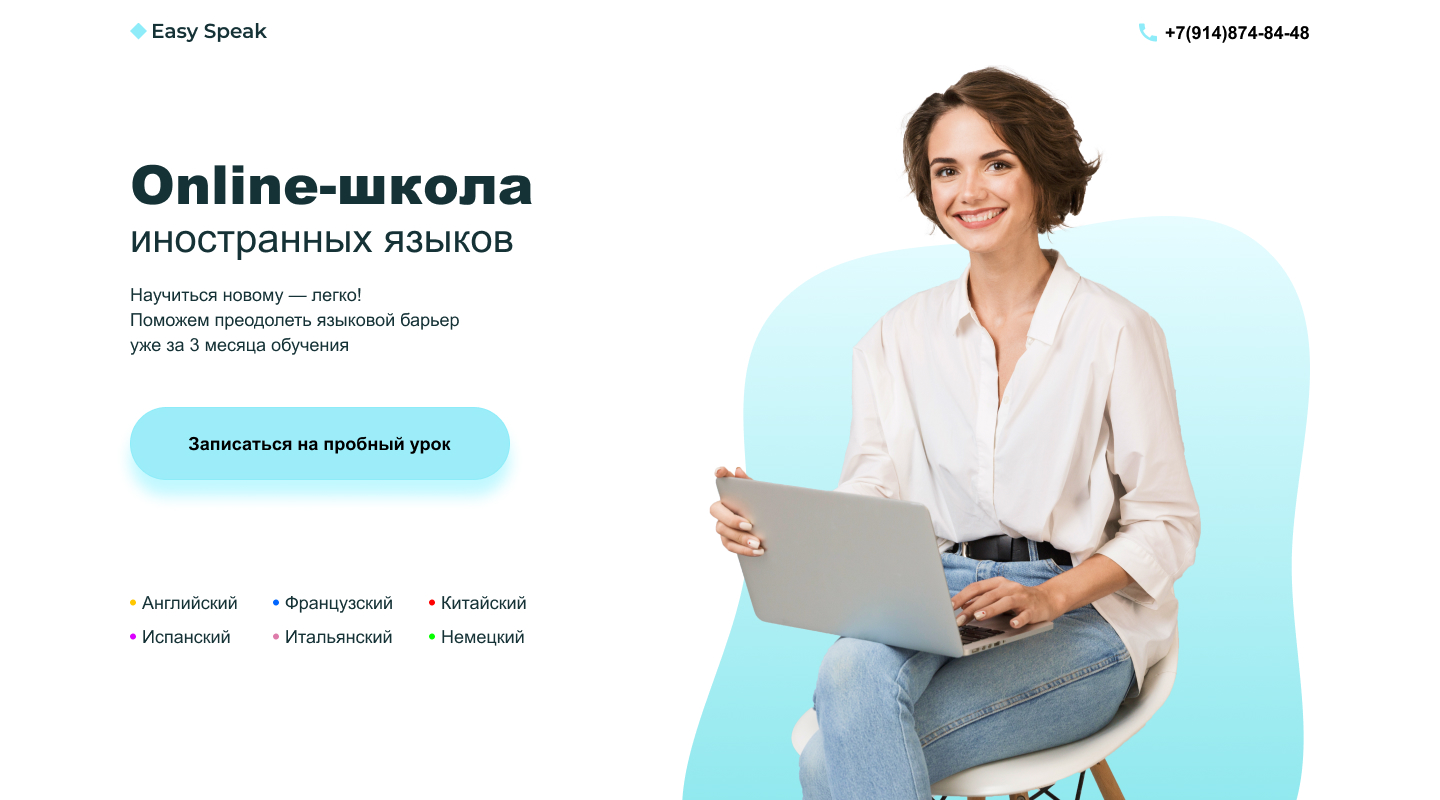 Easy Speak
+7(914)874-84-48
Online-школа
иностранных языков
Научиться новому — легко!
Поможем преодолеть языковой барьер
уже за 3 месяца обучения
Записаться на пробный урок
Английский Французский Китайский
Испанский Итальянский Немецкий